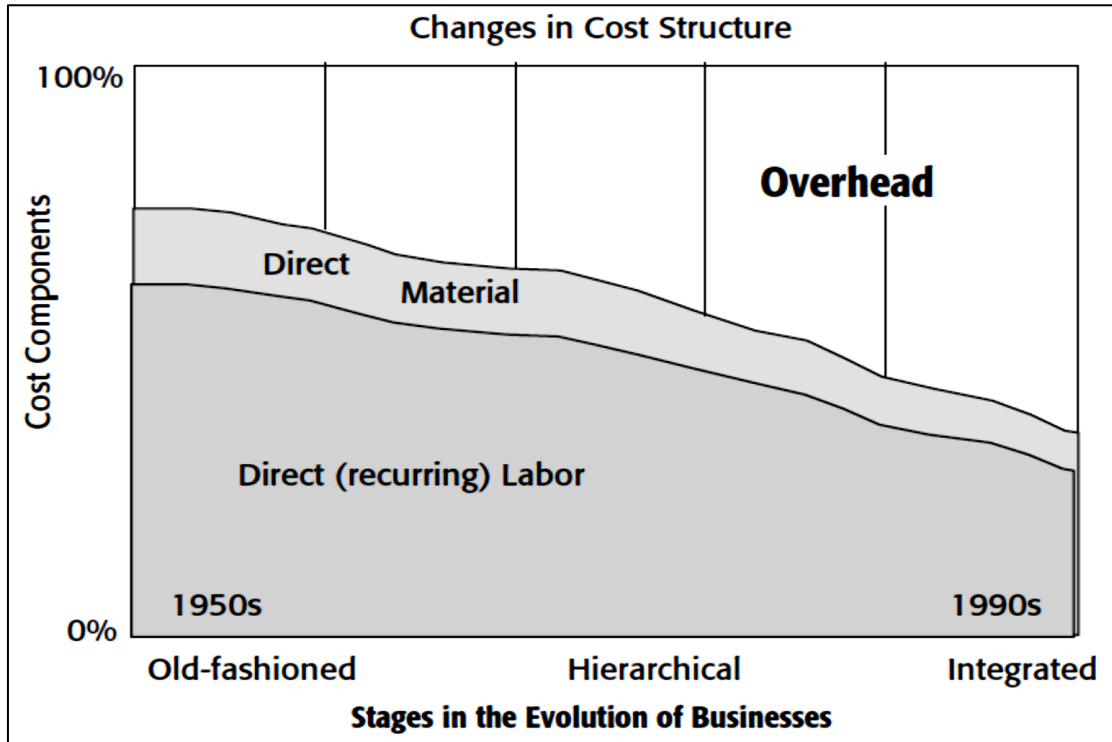 Changes in Cost Structure
100%
Overhead
Direct
Material
Cost Components
Direct (recurring) Labor
1950s
1990s
0%
Old-fashioned
Hierarchical
Integrated
Stages in the Evolution of Businesses